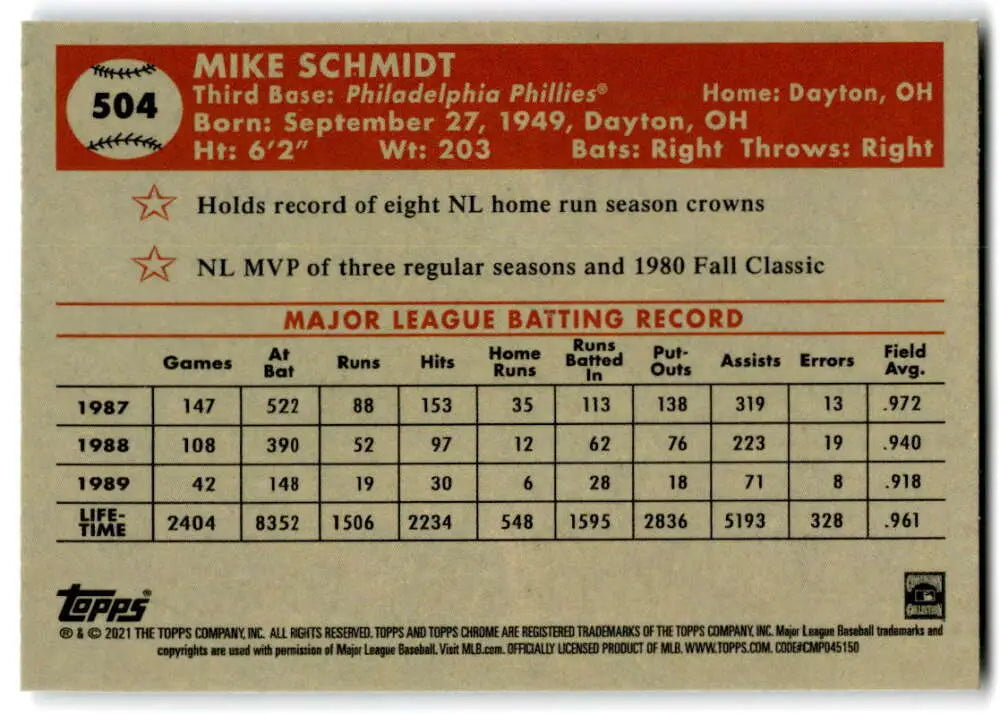 504
MIKE SCHMIDT
Third Base: Philadelphia Phillies® Home: Dayton, OH
Born: September 27, 1949, Dayton, OH
Ht: 6'2" Wt: 203 Bats: Right Throws: Right
Holds record of eight NL home run season crowns
NL MVP of three regular seasons and 1980 Fall Classic
MAJOR LEAGUE BATTING RECORD
Games At Bat Runs Hits Home Runs Runs Batted In Put-Outs Assists Errors Field Avg.
1987 147 522 88 153 35 113 138 319 13 .972
1988 108 390 52 97 12 62 76 223 19 .940
1989 42 148 19 30 6 28 18 71 8 .918
LIFE-TIME 2404 8352 1506 2234 548 1595 2836 5193 328 .961
topps®
COOPERSTOWN COLLECTION
® & © 2021 THE TOPPS COMPANY, INC. ALL RIGHTS RESERVED. TOPPS AND TOPPS CHROME ARE REGISTERED TRADEMARKS OF THE TOPPS COMPANY, INC. Major League Baseball trademarks and
copyrights are used with permission of Major League Baseball. Visit MLB.com. OFFICIALLY LICENSED PRODUCT OF MLB. WWW.TOPPS.COM. CODE#CMP045150